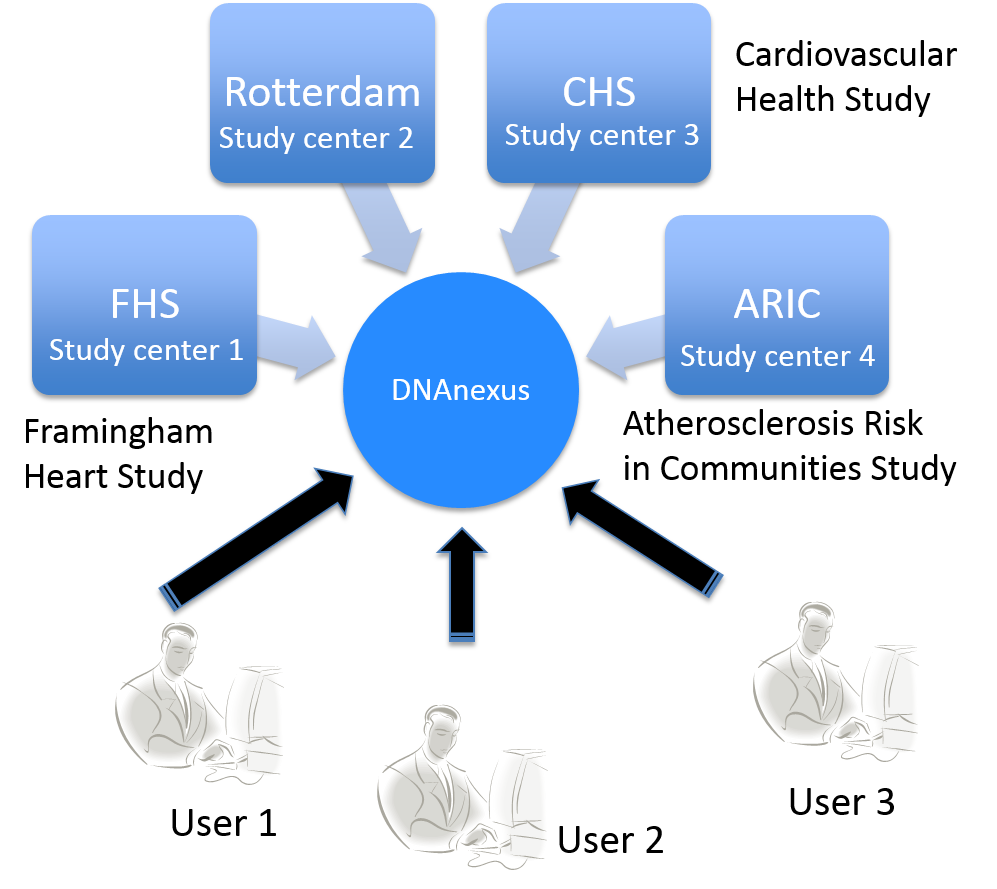 Rotterdam
Study center 2
CHS
Study center 3
Cardiovascular
Health Study
FHS
Study center 1
Framingham
Heart Study
DNAnexus
ARIC
Study center 4
Atherosclerosis Risk
in Communities Study
User 1
User 2
User 3